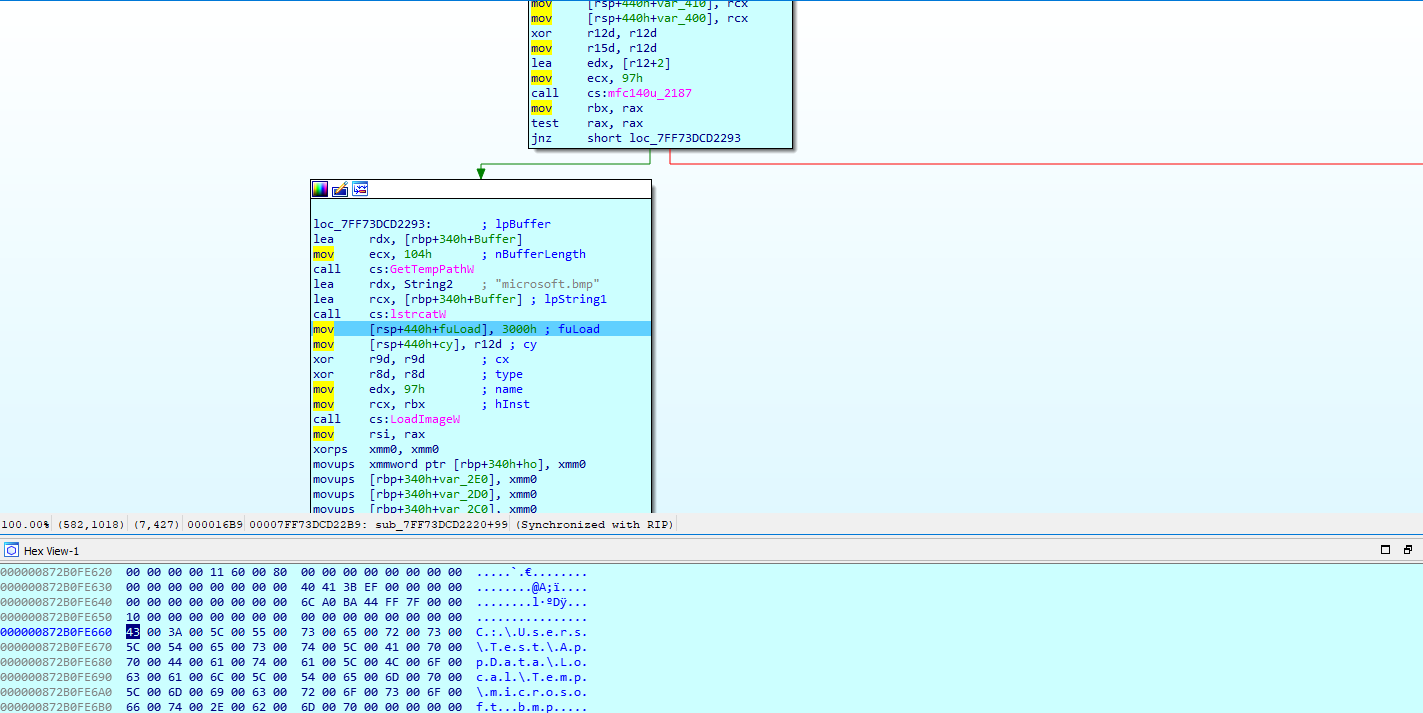 mov [rsp+440h+var_410], rcx
mov [rsp+440h+var_400], rcx
xor r12d, r12d
mov r15d, r12d
lea edx, [r12+2]
mov ecx, 97h
call cs:mfc140u_2187
mov rbx, rax
test rax, rax
jnz short loc_7FF73DCD2293
loc_7FF73DCD2293: ; lpBuffer
lea rdx, [rbp+340h+Buffer]
mov ecx, 104h ; nBufferLength
call cs:GetTempPathW
lea rdx, String2 ; "microsoft.bmp"
lea rcx, [rbp+340h+Buffer] ; lpString1
call cs:lstrcatW
mov [rsp+440h+fuLoad], 3000h ; fuLoad
mov [rsp+440h+cy], r12d ; cy
xor r9d, r9d ; cx
xor r8d, r8d ; type
mov edx, 97h ; name
mov rcx, rbx ; hInst
call cs:LoadImageW
mov rsi, rax
xorps xmm0, xmm0
movups xmmword ptr [rbp+340h+ho], xmm0
movups [rbp+340h+var_2E0], xmm0
movups [rbp+340h+var_2D0], xmm0
movups [rbp+340h+var_2C0], xmm0
100.00% (582,1018) (7,427) 000016B9 00007FF73DCD22B9: sub_7FF73DCD2220+99 (Synchronized with RIP)
Hex View-1
000000872B0FE620 00 00 00 00 11 60 00 80 00 00 00 00 00 00 00 00 .....`.€........
000000872B0FE630 00 00 00 00 00 00 00 00 40 41 3B EF 00 00 00 00 ........@A;ï....
000000872B0FE640 00 00 00 00 00 00 00 00 6C A0 BA 44 FF 7F 00 00 ........l·ºDÿ...
000000872B0FE650 10 00 00 00 00 00 00 00 00 00 00 00 00 00 00 00 ................
000000872B0FE660 43 00 3A 00 5C 00 55 00 73 00 65 00 72 00 73 00 C.:.\.U.s.e.r.s.
000000872B0FE670 5C 00 54 00 65 00 73 00 74 00 5C 00 41 00 70 00 \.T.e.s.t.\.A.p.
000000872B0FE680 70 00 44 00 61 00 74 00 61 00 5C 00 4C 00 6F 00 p.D.a.t.a.\.L.o.
000000872B0FE690 63 00 61 00 6C 00 5C 00 54 00 65 00 6D 00 70 00 c.a.l.\.T.e.m.p.
000000872B0FE6A0 5C 00 6D 00 69 00 63 00 72 00 6F 00 73 00 6F 00 \.m.i.c.r.o.s.o.
000000872B0FE6B0 66 00 74 00 2E 00 62 00 6D 00 70 00 00 00 00 00 f.t...b.m.p.....